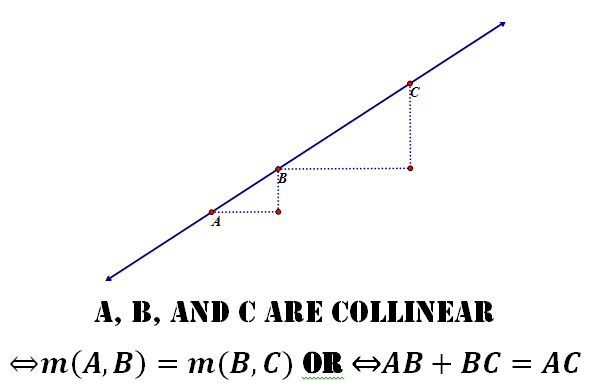 C
B
A
A, B, AND C ARE COLLINEAR
⇔m(A,B) = m(B,C) OR ⇔AB + BC = AC